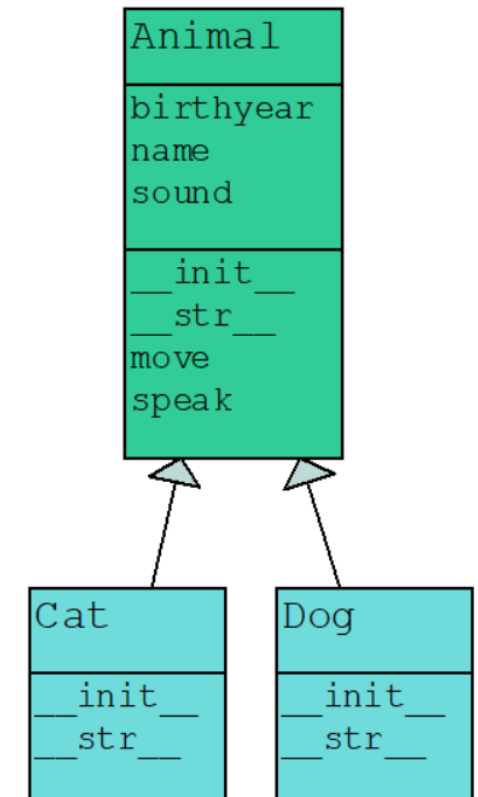 Animal
birthyear
name
sound
__init__
__str__
move
speak
Cat
__init__
__str__
Dog
__init__
__str__